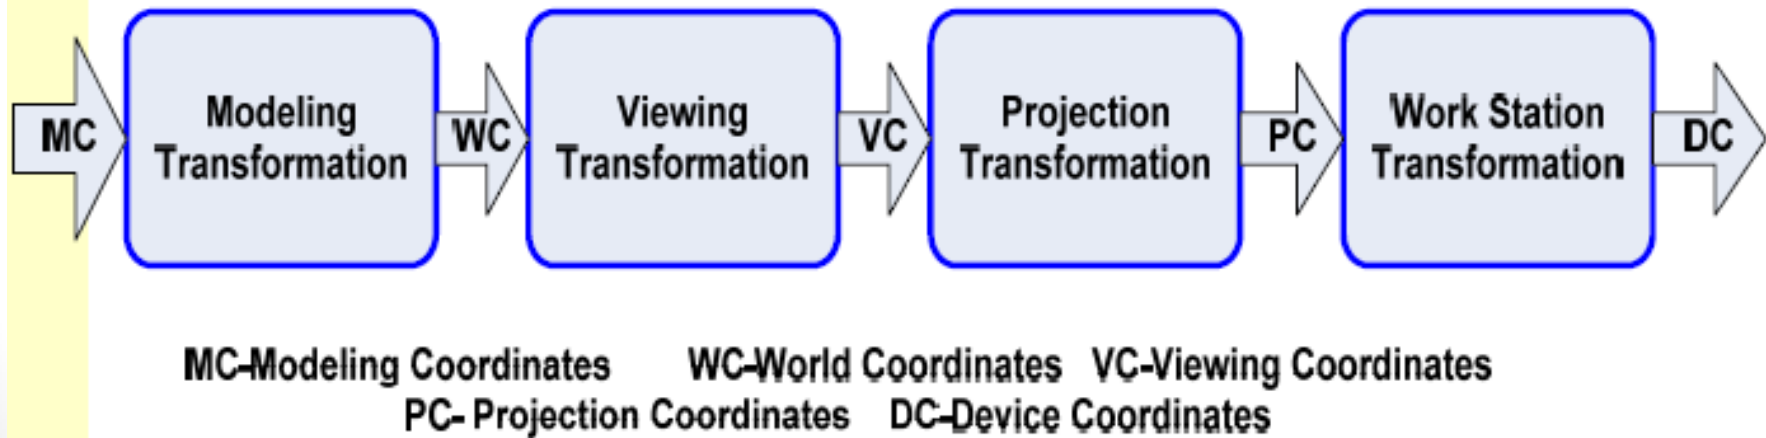 MC
Modeling
Transformation
WC
Viewing
Transformation
VC
Projection
Transformation
PC
Work Station
Transformation
DC
MC-Modeling Coordinates WC-World Coordinates VC-Viewing Coordinates
PC- Projection Coordinates DC-Device Coordinates